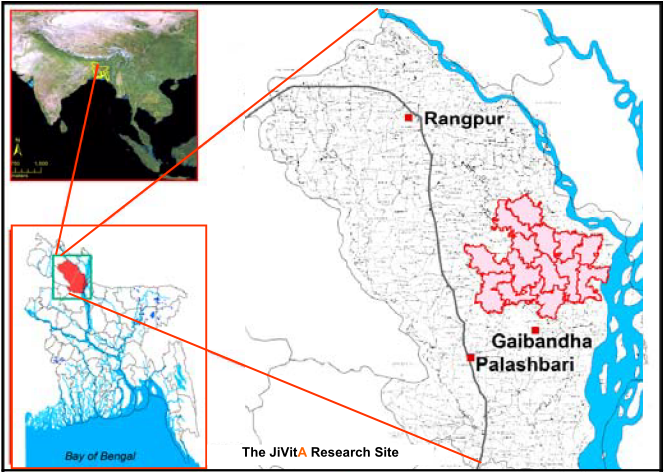 N
Rangpur
Gaibandha
Palashbari
Bay of Bengal
The JiVitA Research Site